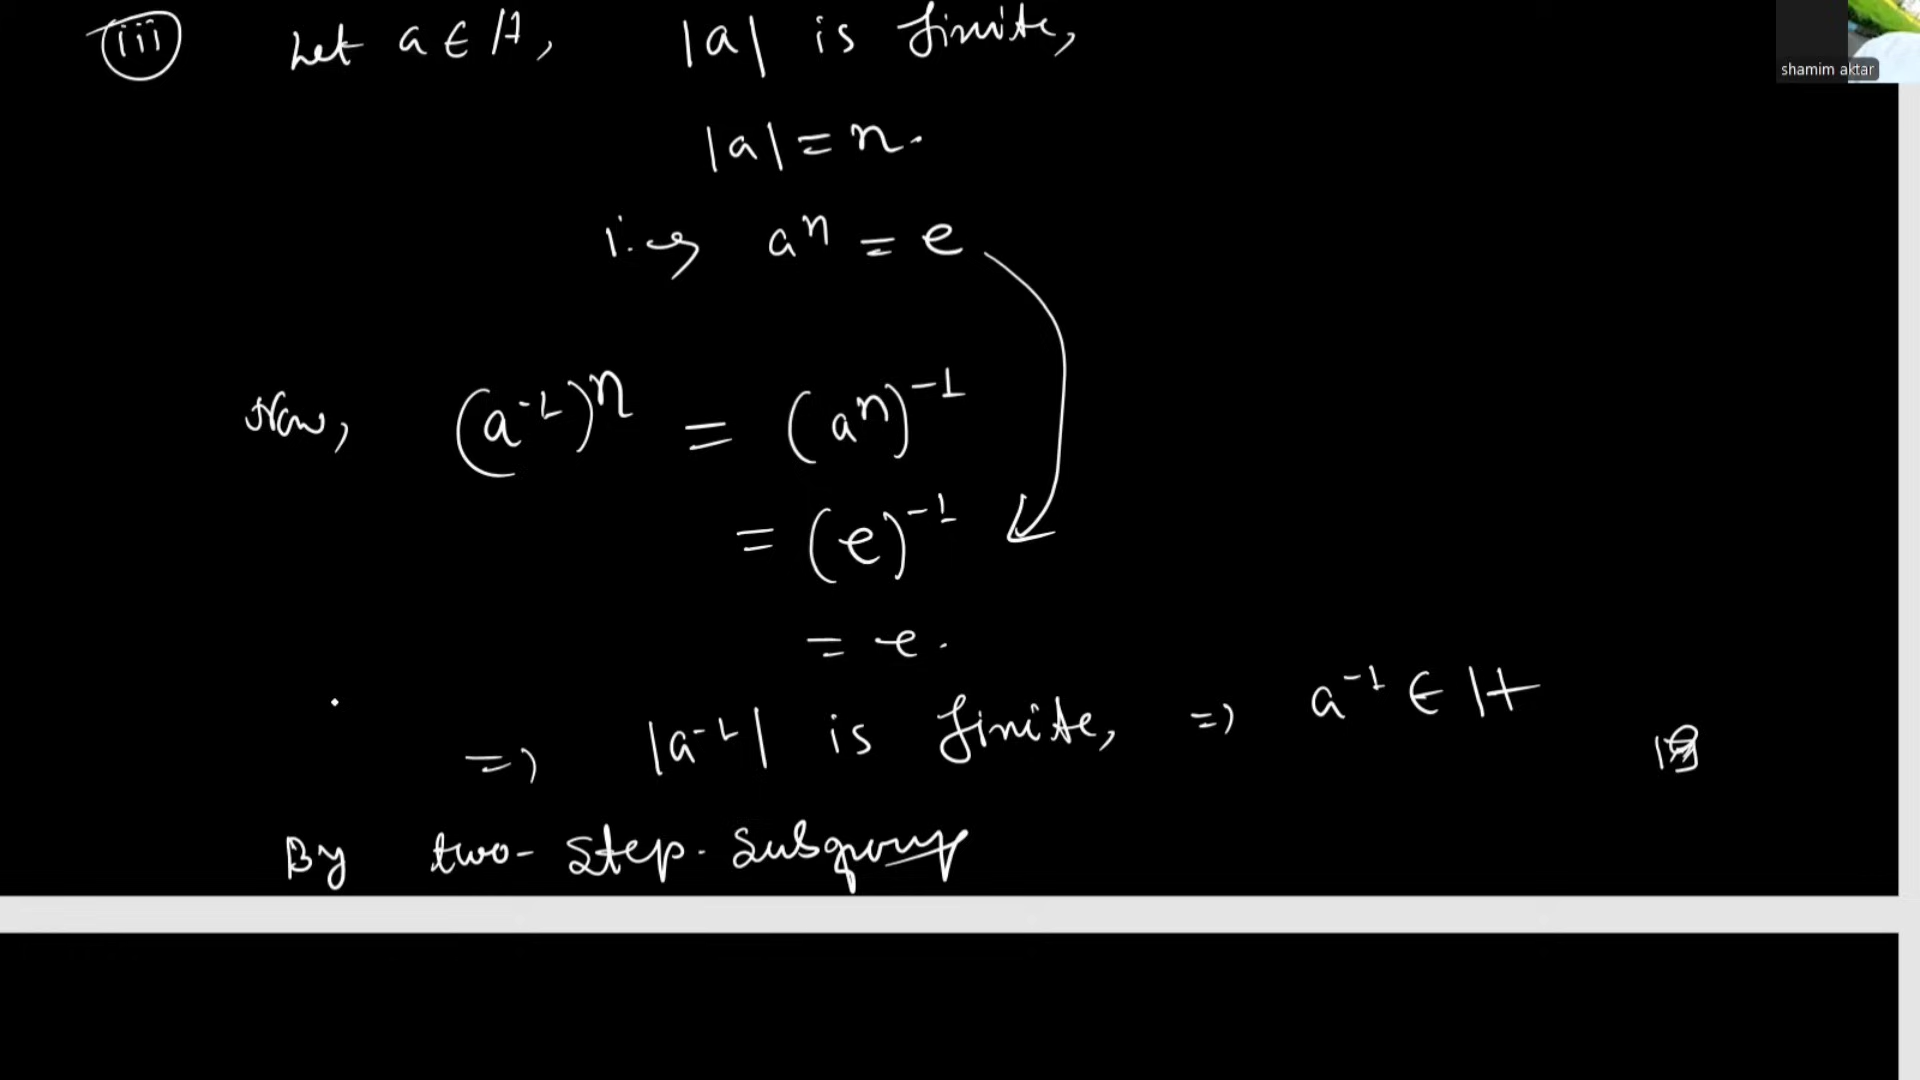 (iii) Let a ∈ H, |a| is finite,
shamim aktar
|a| = n.
i.e, aⁿ = e
Now, (a⁻¹)ⁿ = (aⁿ)⁻¹
= (e)⁻¹
= e.
=> |a⁻¹| is finite, => a⁻¹ ∈ H
By two-step. subgroup